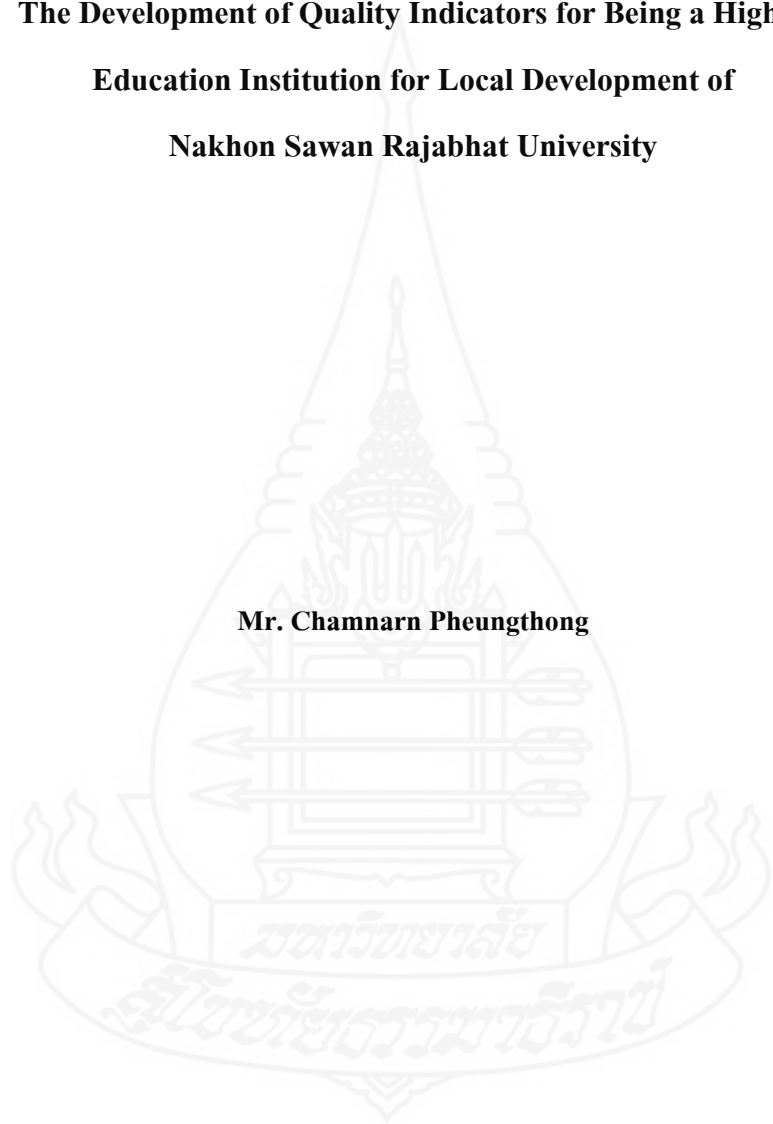 The Development of Quality Indicators for Being a High
Education Institution for Local Development of
Nakhon Sawan Rajabhat University
Mr. Chamnarn Pheungthong
มหาวิทยาลัย
สุโขทัยธรรมาธิราช